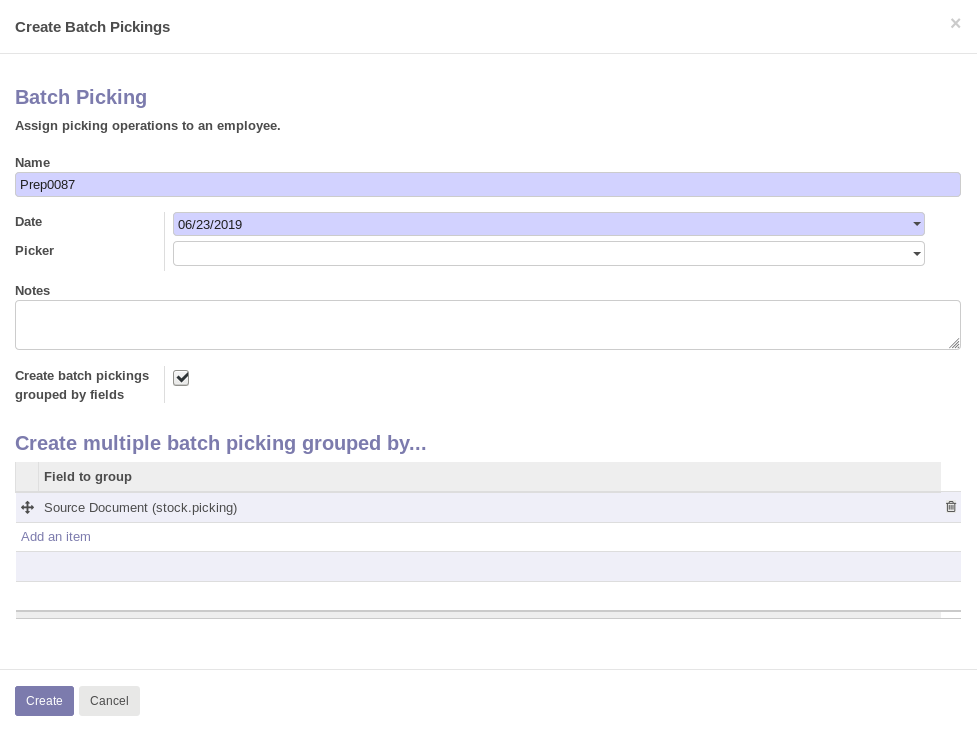 Create Batch Pickings
×
Batch Picking
Assign picking operations to an employee.
Name
Prep0087
Date
06/23/2019
Picker
Notes
Create batch pickings
grouped by fields
Create multiple batch picking grouped by...
Field to group
Source Document (stock.picking)
Add an item
Create
Cancel